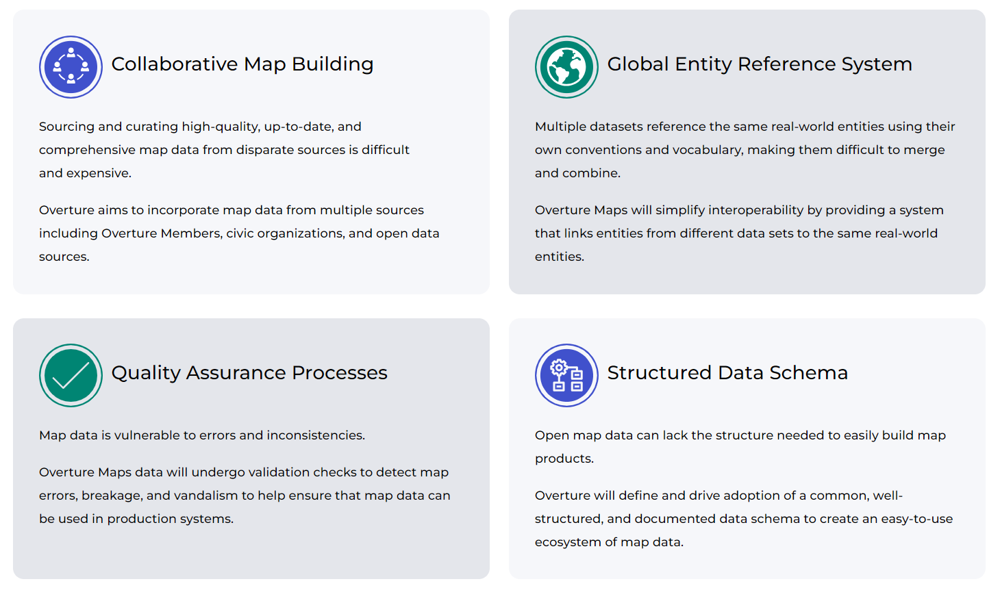 Collaborative Map Building
Sourcing and curating high-quality, up-to-date, and
comprehensive map data from disparate sources is difficult
and expensive.
Overture aims to incorporate map data from multiple sources
including Overture Members, civic organizations, and open data
sources.
Global Entity Reference System
Multiple datasets reference the same real-world entities using their
own conventions and vocabulary, making them difficult to merge
and combine.
Overture Maps will simplify interoperability by providing a system
that links entities from different data sets to the same real-world
entities.
Quality Assurance Processes
Map data is vulnerable to errors and inconsistencies.
Overture Maps data will undergo validation checks to detect map
errors, breakage, and vandalism to help ensure that map data can
be used in production systems.
Structured Data Schema
Open map data can lack the structure needed to easily build map
products.
Overture will define and drive adoption of a common, well-
structured, and documented data schema to create an easy-to-use
ecosystem of map data.